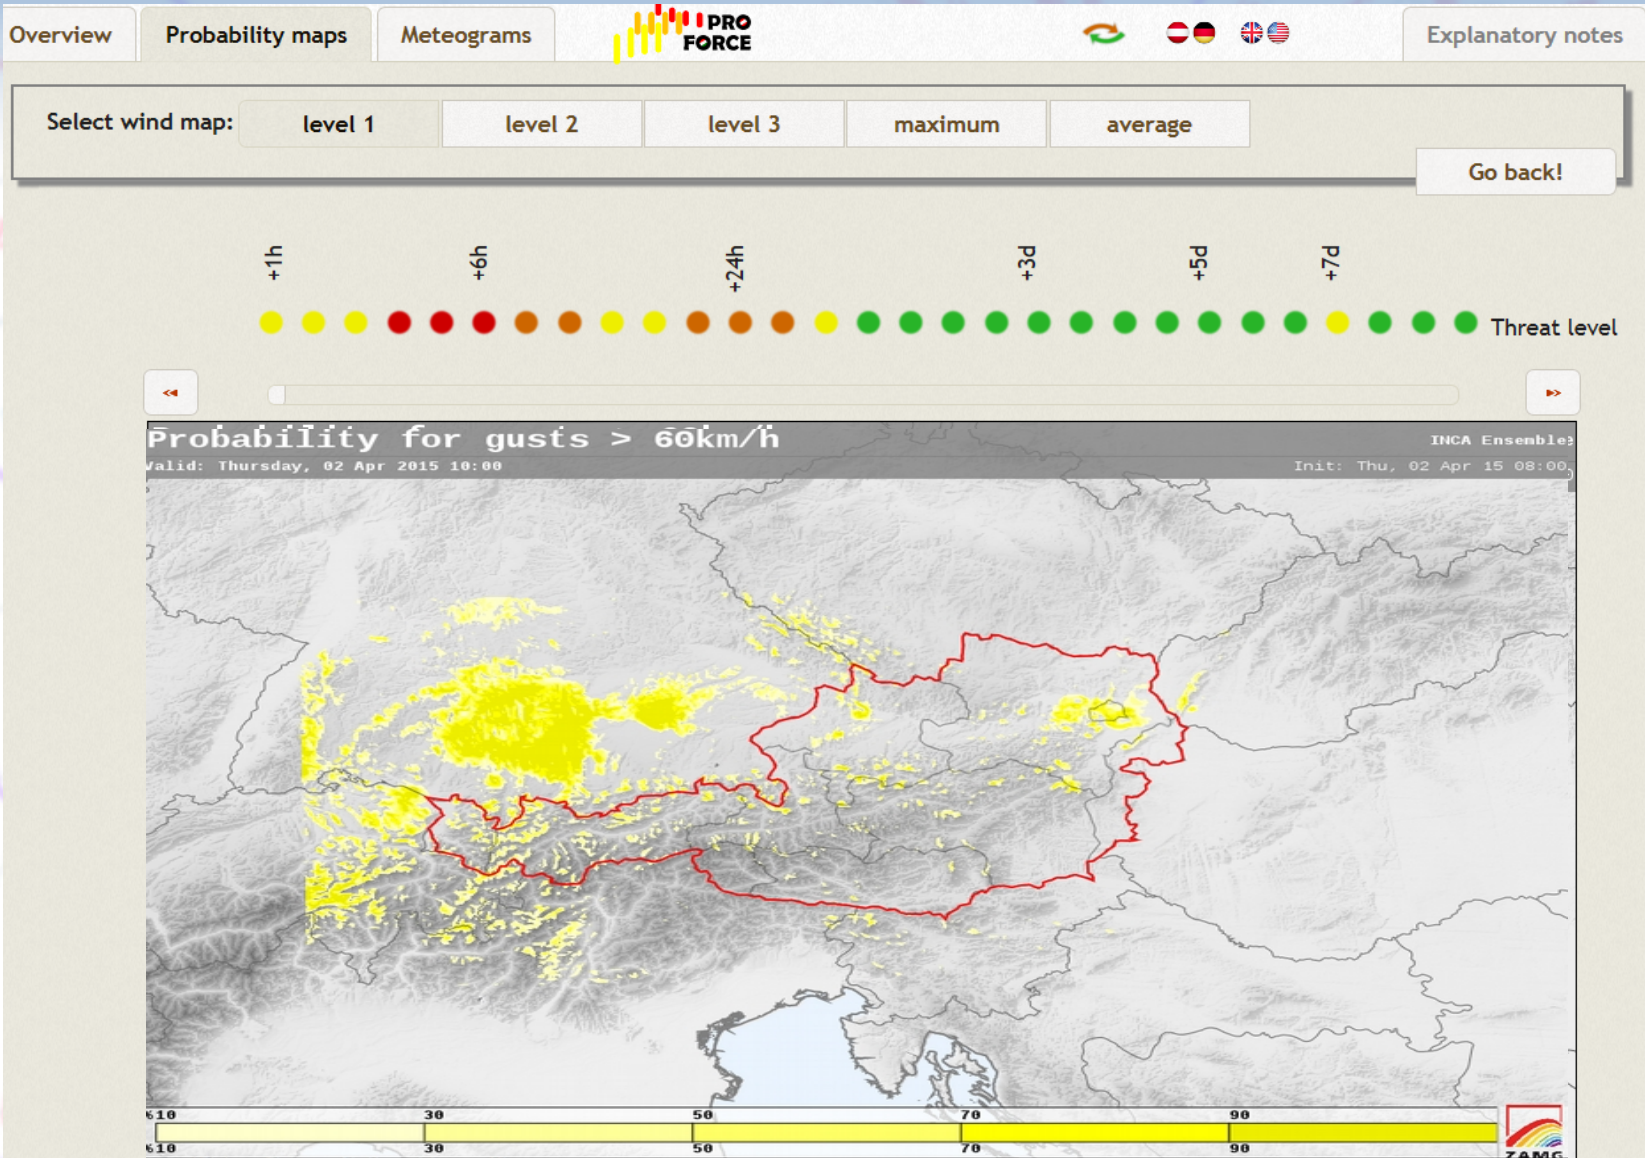 Overview
Probability maps
Meteograms
PRO
FORCE
Explanatory notes
Select wind map:
level 1
level 2
level 3
maximum
average
Go back!
+1h
+6h
+24h
+3d
+5d
+7d
Threat level
Probability for gusts > 60km/h
INCA Ensemble
Valid: Thursday, 02 Apr 2015 10:00
Init: Thu, 02 Apr 15 08:00
%10 30 50 70 90
%10 30 50 70 90
ZAMG